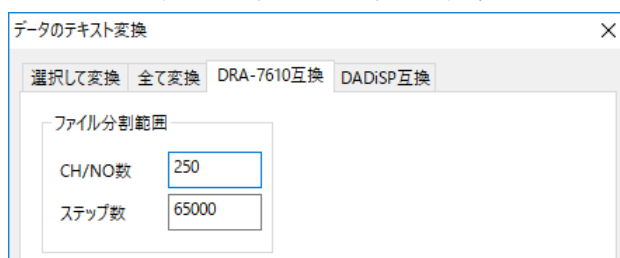 データのテキスト変換
選択して変換 全て変換 DRA-7610互換 DADiSP互換
ファイル分割範囲
CH/NO数 250
ステップ数 65000